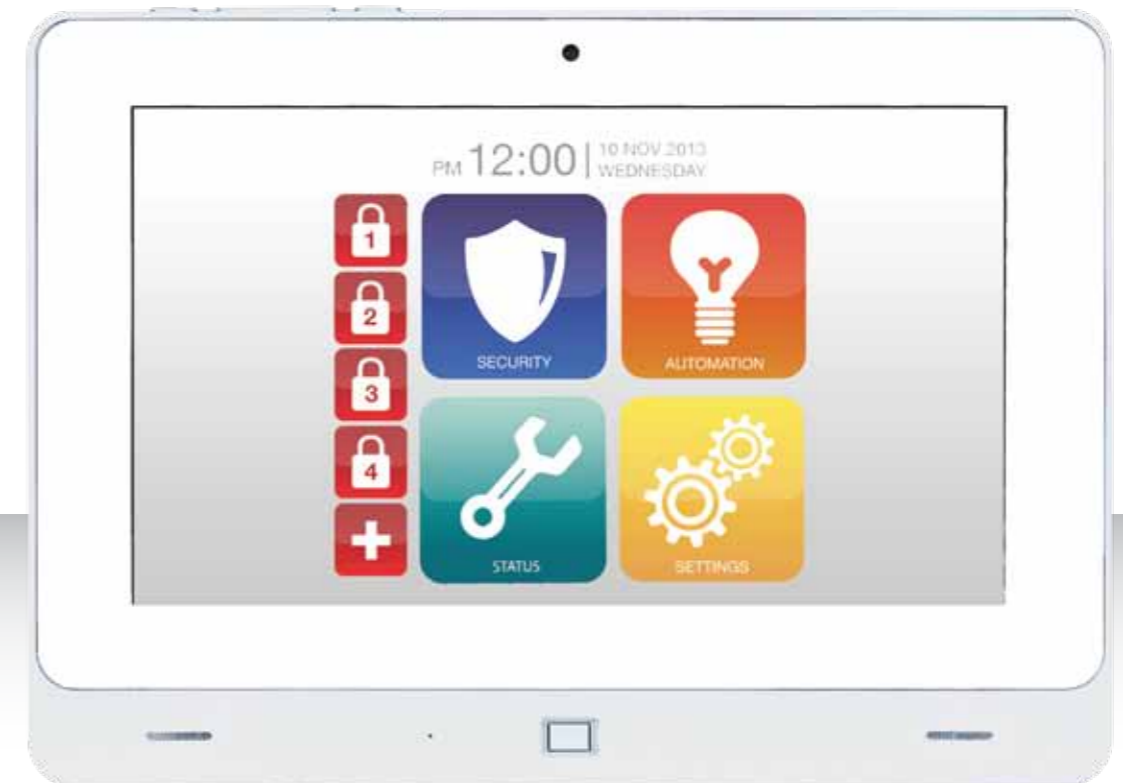 PM 12:00
10 NOV.2013
WEDNESDAY
1
SECURITY
AUTOMATION
2
3
4
STATUS
SETTINGS